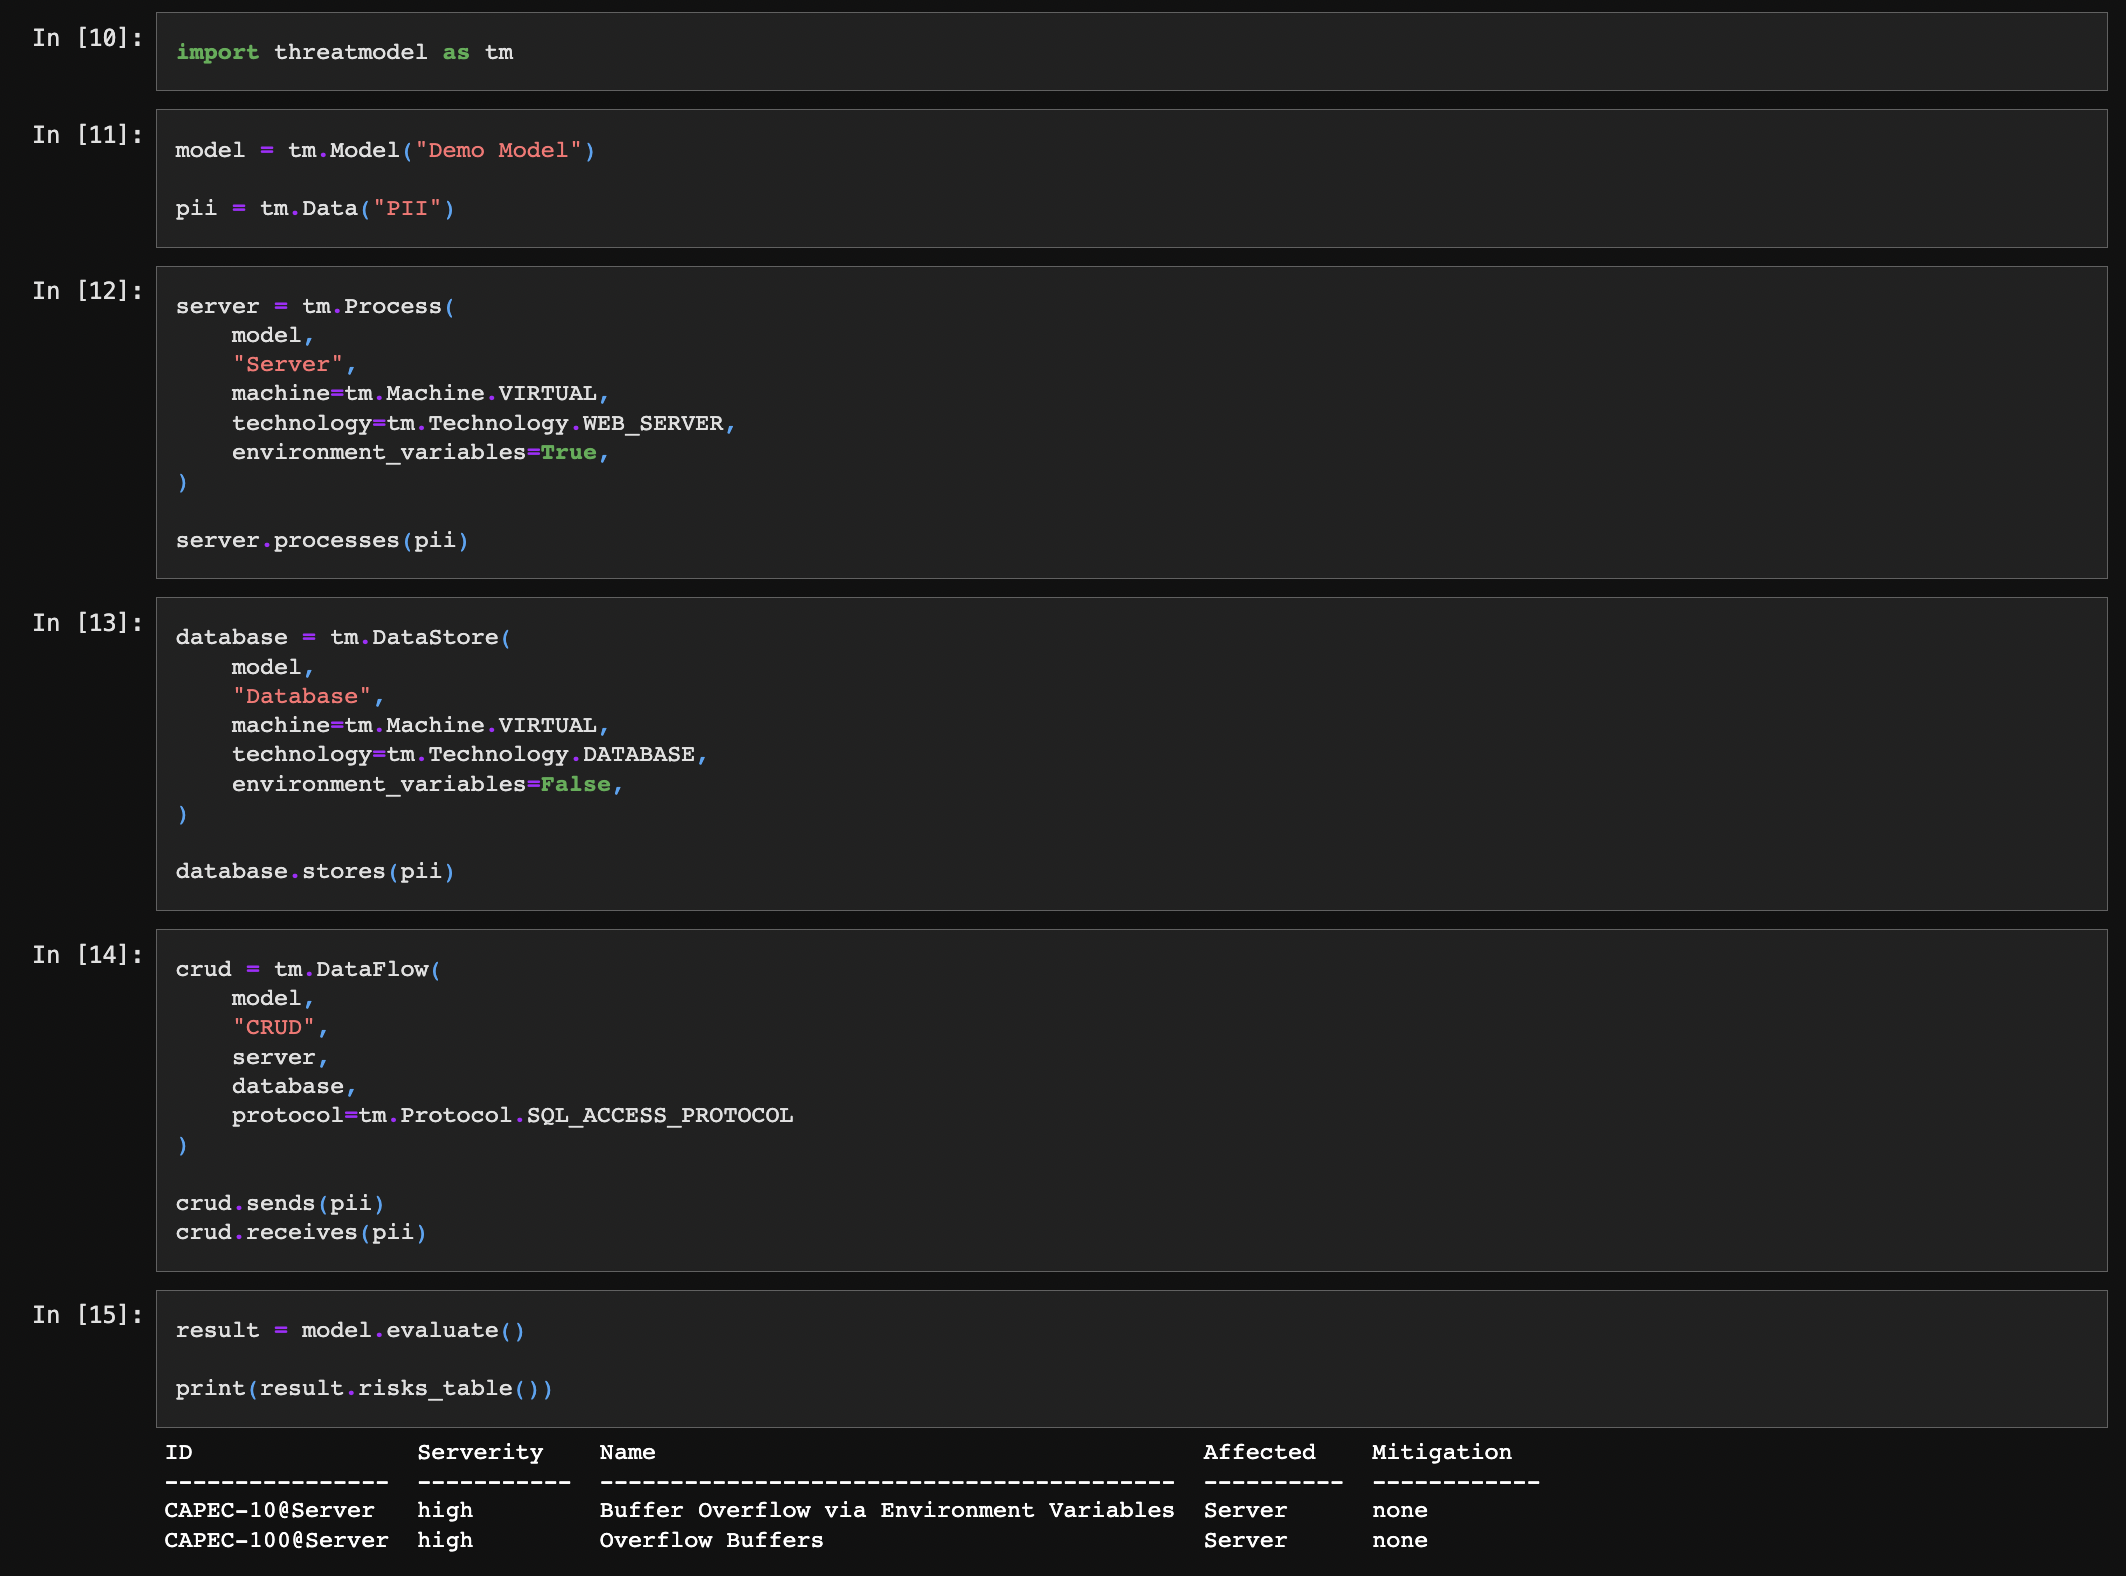 In [10]:
import threatmodel as tm
In [11]:
model = tm.Model("Demo Model")
pii = tm.Data("PII")
In [12]:
server = tm.Process(
    model,
    "Server",
    machine=tm.Machine.VIRTUAL,
    technology=tm.Technology.WEB_SERVER,
    environment_variables=True,
)
server.processes(pii)
In [13]:
database = tm.DataStore(
    model,
    "Database",
    machine=tm.Machine.VIRTUAL,
    technology=tm.Technology.DATABASE,
    environment_variables=False,
)
database.stores(pii)
In [14]:
crud = tm.DataFlow(
    model,
    "CRUD",
    server,
    database,
    protocol=tm.Protocol.SQL_ACCESS_PROTOCOL
)
crud.sends(pii)
crud.receives(pii)
In [15]:
result = model.evaluate()
print(result.risks_table())
ID                Serverity    Name                                       Affected    Mitigation
----------------  -----------  -----------------------------------------  ----------  ------------
CAPEC-10@Server   high         Buffer Overflow via Environment Variables  Server      none
CAPEC-100@Server  high         Overflow Buffers                           Server      none